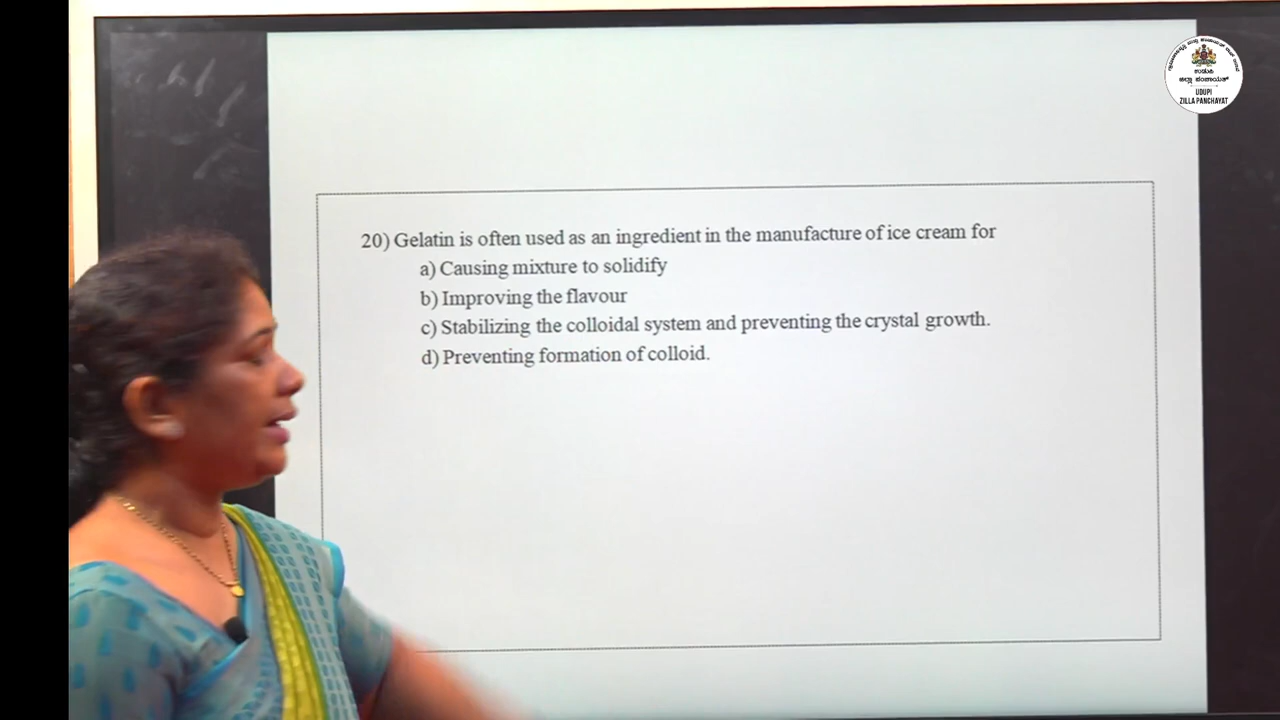 20) Gelatin is often used as an ingredient in the manufacture of ice cream for
a) Causing mixture to solidify
b) Improving the flavour
c) Stabilizing the colloidal system and preventing the crystal growth.
d) Preventing formation of colloid.
ಉಡುಪಿ
ಜಿಲ್ಲಾ ಪಂಚಾಯತ್
UDUPI
ZILLA PANCHAYAT